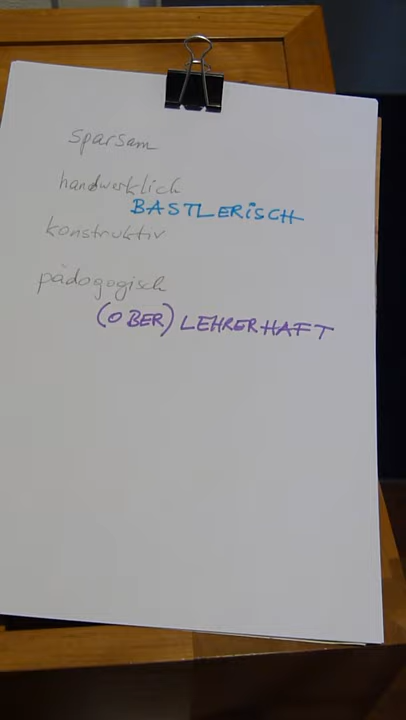 sparsam
handwerklich
BASTLERiSCH
konstruktiv
pädogogisch
(OBER) LEHRERHAFT